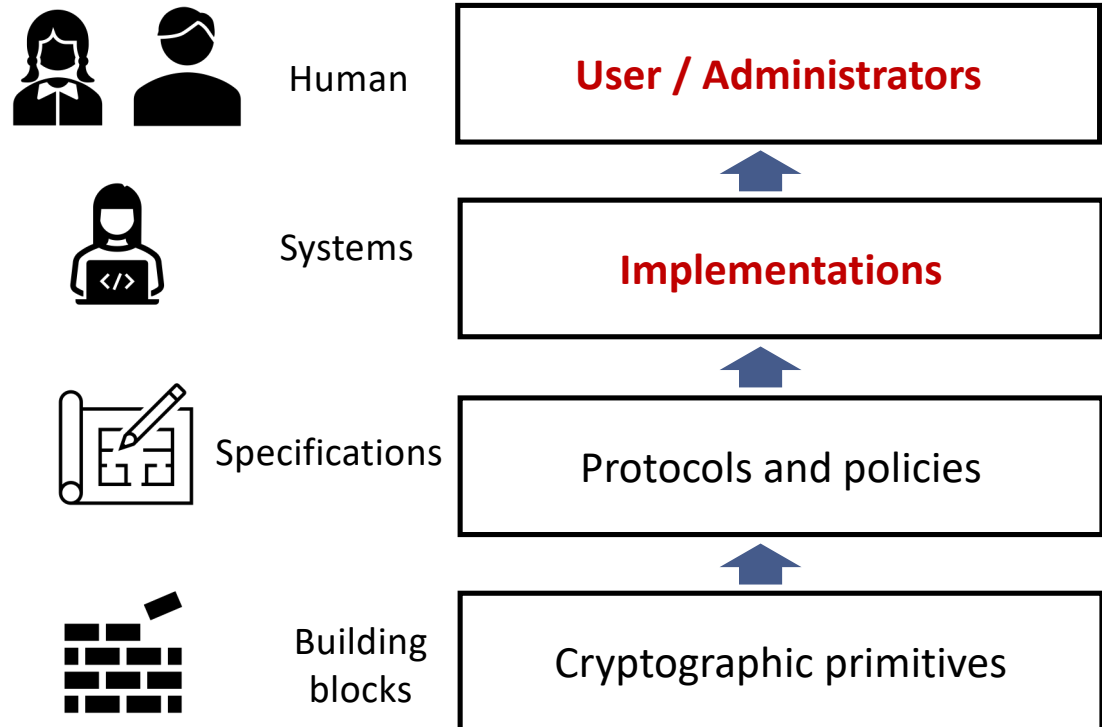 Human
User / Administrators
Systems
</>
Implementations
Specifications
Protocols and policies
Building
blocks
Cryptographic primitives